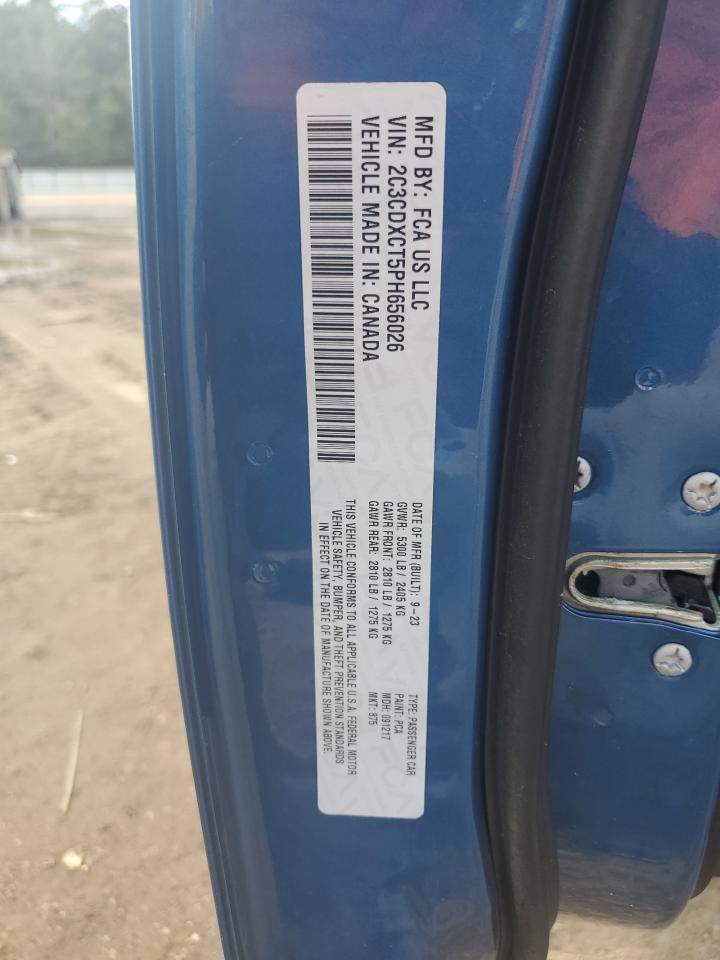 MFD BY: FCA US LLC
VIN: 2C3CDXCT5PH656026
VEHICLE MADE IN: CANADA
DATE OF MFR (BUILT): 9-23
GVWR: 5300 LB / 2405 KG
GAWR FRONT: 2810 LB / 1275 KG
GAWR REAR: 2810 LB / 1275 KG
TYPE: PASSENGER CAR
PAINT: PCA
MDH: 091217
MKT: 875
THIS VEHICLE CONFORMS TO ALL APPLICABLE U.S.A. FEDERAL MOTOR
VEHICLE SAFETY, BUMPER, AND THEFT PREVENTION STANDARDS
IN EFFECT ON THE DATE OF MANUFACTURE SHOWN ABOVE.